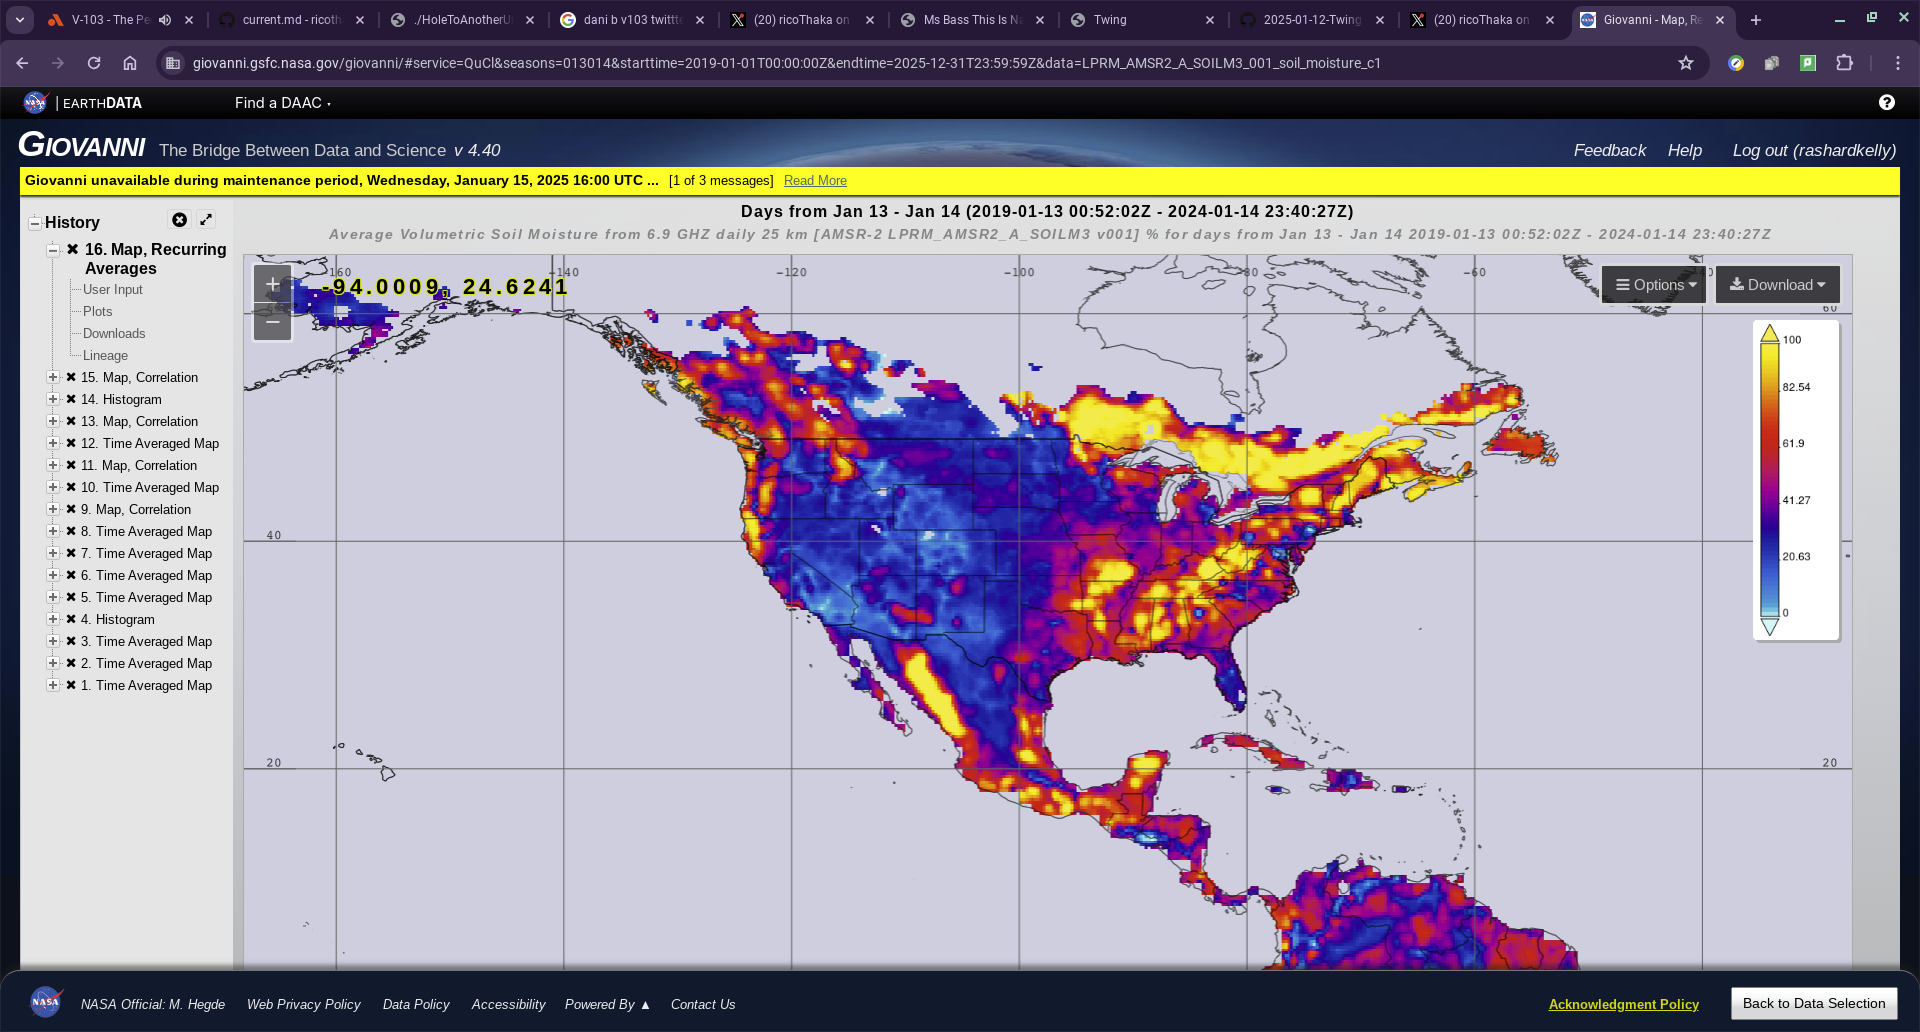 V-103 - The Pe
current.md - ricoth
./HoleToAnotherU
dani b v103 twitte
(20) ricoThaka on
Ms Bass This Is Na
Twing
2025-01-12-Twing
(20) ricoThaka on
Giovanni - Map, Re
giovanni.gsfc.nasa.gov/giovanni/#service=QuCl&seasons=013014&starttime=2019-01-01T00:00:00Z&endtime=2025-12-31T23:59:59Z&data=LPRM_AMSR2_A_SOILM3_001_soil_moisture_c1
NASA | EARTHDATA Find a DAAC
GIOVANNI The Bridge Between Data and Science v 4.40 Feedback Help Log out (rashardkelly)
Giovanni unavailable during maintenance period, Wednesday, January 15, 2025 16:00 UTC ... [1 of 3 messages] Read More
History
16. Map, Recurring
Averages
User Input
Plots
Downloads
Lineage
15. Map, Correlation
14. Histogram
13. Map, Correlation
12. Time Averaged Map
11. Map, Correlation
10. Time Averaged Map
9. Map, Correlation
8. Time Averaged Map
7. Time Averaged Map
6. Time Averaged Map
5. Time Averaged Map
4. Histogram
3. Time Averaged Map
2. Time Averaged Map
1. Time Averaged Map
Days from Jan 13 - Jan 14 (2019-01-13 00:52:02Z - 2024-01-14 23:40:27Z)
Average Volumetric Soil Moisture from 6.9 GHZ daily 25 km [AMSR-2 LPRM_AMSR2_A_SOILM3 v001] % for days from Jan 13 - Jan 14 2019-01-13 00:52:02Z - 2024-01-14 23:40:27Z
+
−
-94.0009, 24.6241
-140 -120 -100 -60
Options Download
60
40
20 20
100
82.54
61.9
41.27
20.63
0
NASA NASA Official: M. Hegde Web Privacy Policy Data Policy Accessibility Powered By ▲ Contact Us Acknowledgment Policy Back to Data Selection